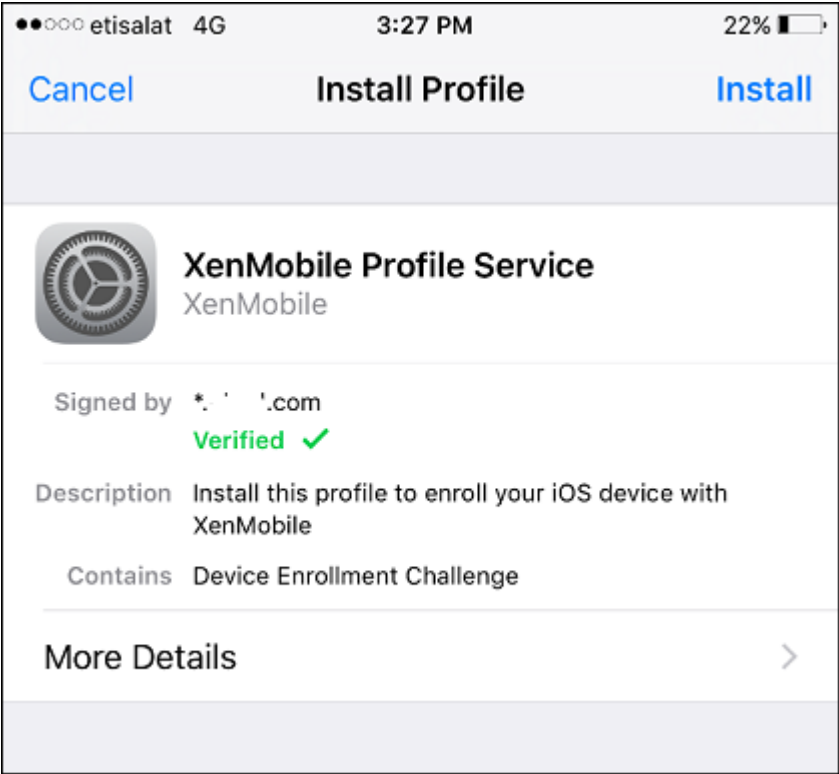 etisalat 4G 3:27 PM 22%
Cancel Install Profile Install
XenMobile Profile Service
XenMobile
Signed by *. .com
Verified ✓
Description Install this profile to enroll your iOS device with
XenMobile
Contains Device Enrollment Challenge
More Details